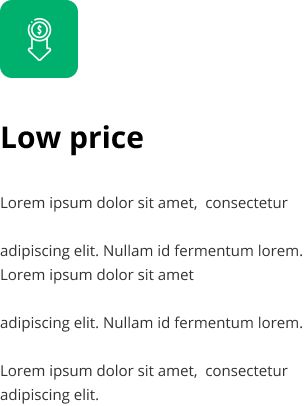 $
Low price
Lorem ipsum dolor sit amet,  consectetur
adipiscing elit. Nullam id fermentum lorem.
Lorem ipsum dolor sit amet
adipiscing elit. Nullam id fermentum lorem.
Lorem ipsum dolor sit amet,  consectetur
adipiscing elit.